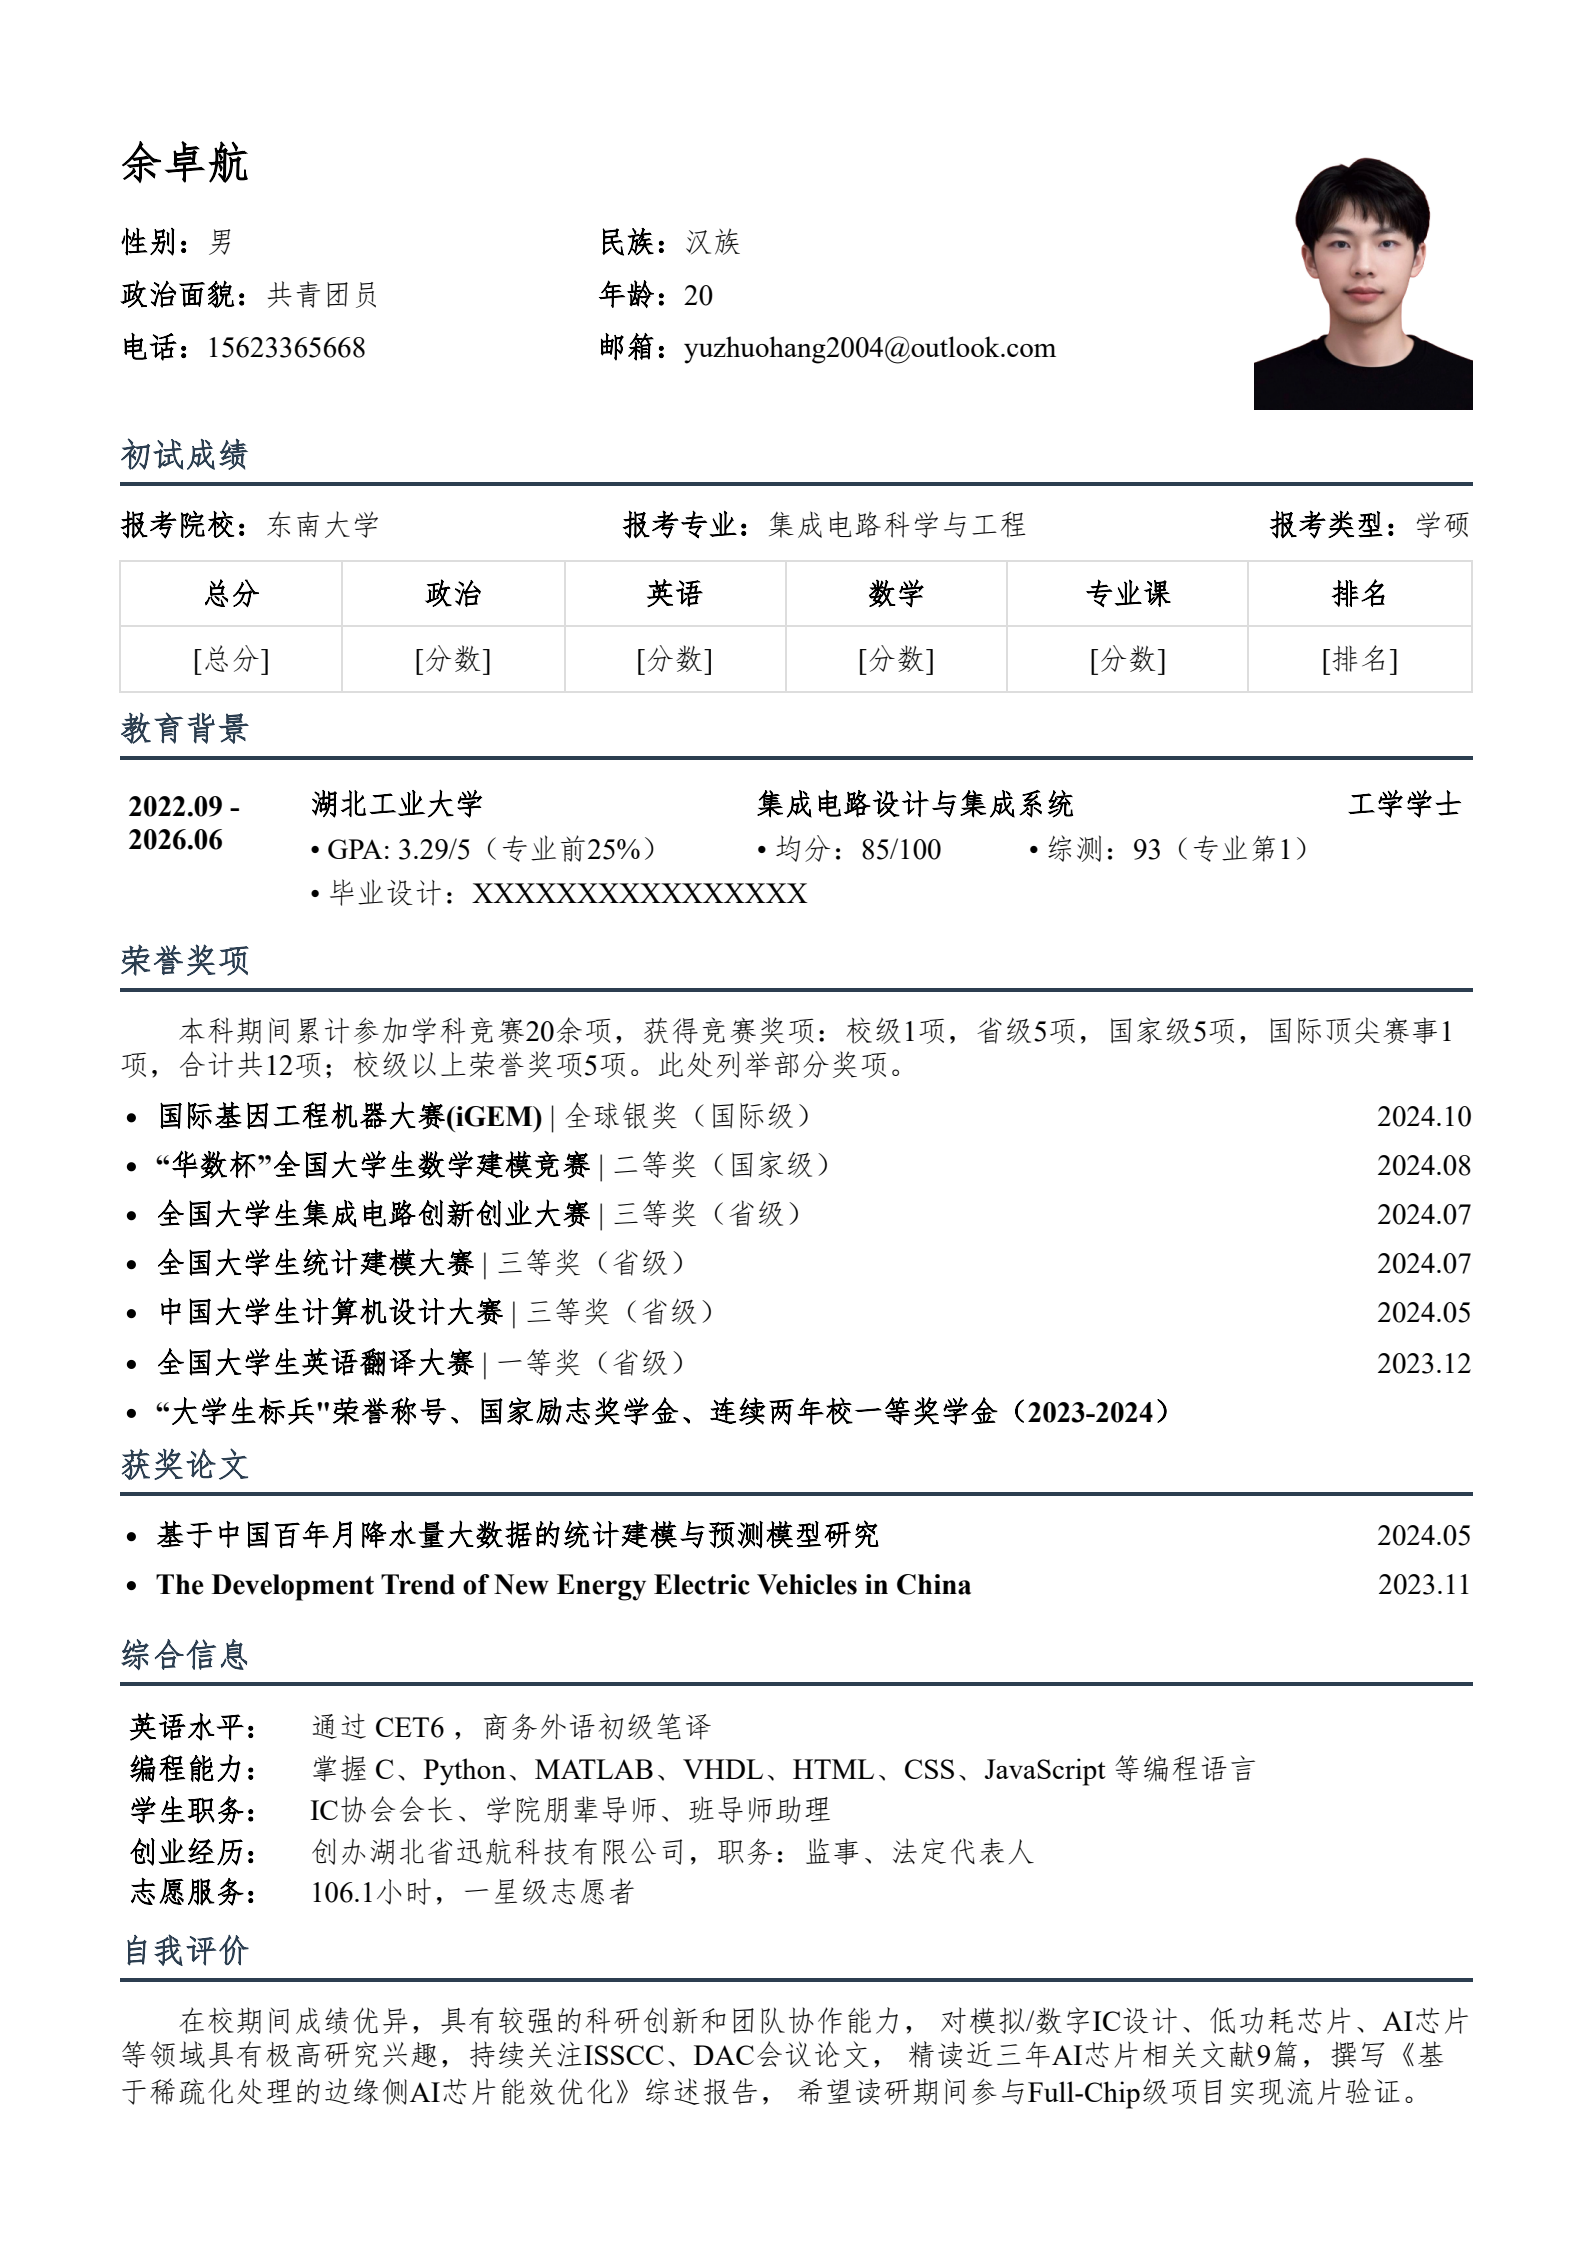 余卓航
性别：男 民族：汉族
政治面貌：共青团员 年龄：20
电话：15623365668 邮箱：yuzhuohang2004@outlook.com
初试成绩
报考院校：东南大学 报考专业：集成电路科学与工程 报考类型：学硕
总分 政治 英语 数学 专业课 排名
[总分] [分数] [分数] [分数] [分数] [排名]
教育背景
2022.09 - 湖北工业大学 集成电路设计与集成系统 工学学士
2026.06
• GPA: 3.29/5（专业前25%） • 均分：85/100 • 综测：93（专业第1）
• 毕业设计：XXXXXXXXXXXXXXXX
荣誉奖项
本科期间累计参加学科竞赛20余项，获得竞赛奖项：校级1项，省级5项，国家级5项，国际顶尖赛事1
项，合计共12项；校级以上荣誉奖项5项。此处列举部分奖项。
• 国际基因工程机器大赛(iGEM) | 全球银奖（国际级） 2024.10
• “华数杯”全国大学生数学建模竞赛 | 二等奖（国家级） 2024.08
• 全国大学生集成电路创新创业大赛 | 三等奖（省级） 2024.07
• 全国大学生统计建模大赛 | 三等奖（省级） 2024.07
• 中国大学生计算机设计大赛 | 三等奖（省级） 2024.05
• 全国大学生英语翻译大赛 | 一等奖（省级） 2023.12
• “大学生标兵"荣誉称号、国家励志奖学金、连续两年校一等奖学金（2023-2024）
获奖论文
• 基于中国百年月降水量大数据的统计建模与预测模型研究 2024.05
• The Development Trend of New Energy Electric Vehicles in China 2023.11
综合信息
英语水平： 通过 CET6 ，商务外语初级笔译
编程能力： 掌握 C、Python、MATLAB、VHDL、HTML、CSS、JavaScript 等编程语言
学生职务： IC协会会长、学院朋辈导师、班导师助理
创业经历： 创办湖北省迅航科技有限公司，职务：监事、法定代表人
志愿服务： 106.1小时，一星级志愿者
自我评价
在校期间成绩优异，具有较强的科研创新和团队协作能力， 对模拟/数字IC设计、低功耗芯片、AI芯片
等领域具有极高研究兴趣，持续关注ISSCC、DAC会议论文， 精读近三年AI芯片相关文献9篇，撰写《基
于稀疏化处理的边缘侧AI芯片能效优化》综述报告， 希望读研期间参与Full-Chip级项目实现流片验证。